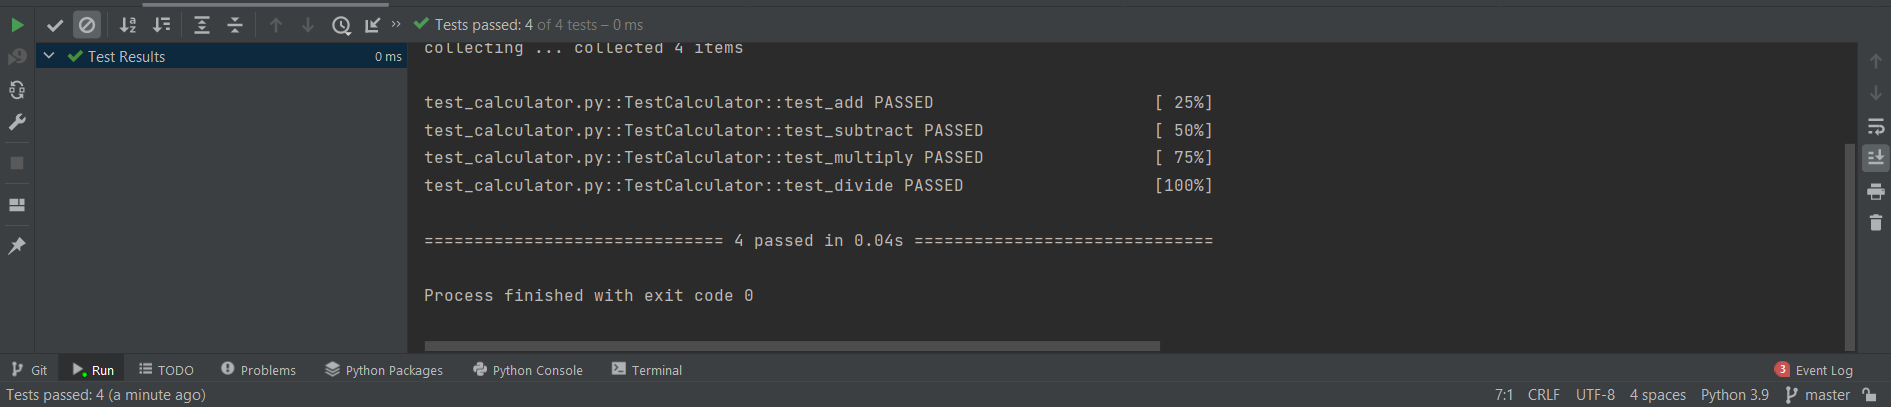 Tests passed: 4 of 4 tests – 0 ms
Test Results 0 ms
collecting ... collected 4 items
test_calculator.py::TestCalculator::test_add PASSED [ 25%]
test_calculator.py::TestCalculator::test_subtract PASSED [ 50%]
test_calculator.py::TestCalculator::test_multiply PASSED [ 75%]
test_calculator.py::TestCalculator::test_divide PASSED [100%]
============================== 4 passed in 0.04s ==============================
Process finished with exit code 0
Git Run TODO Problems Python Packages Python Console Terminal 3 Event Log
Tests passed: 4 (a minute ago) 7:1 CRLF UTF-8 4 spaces Python 3.9 master